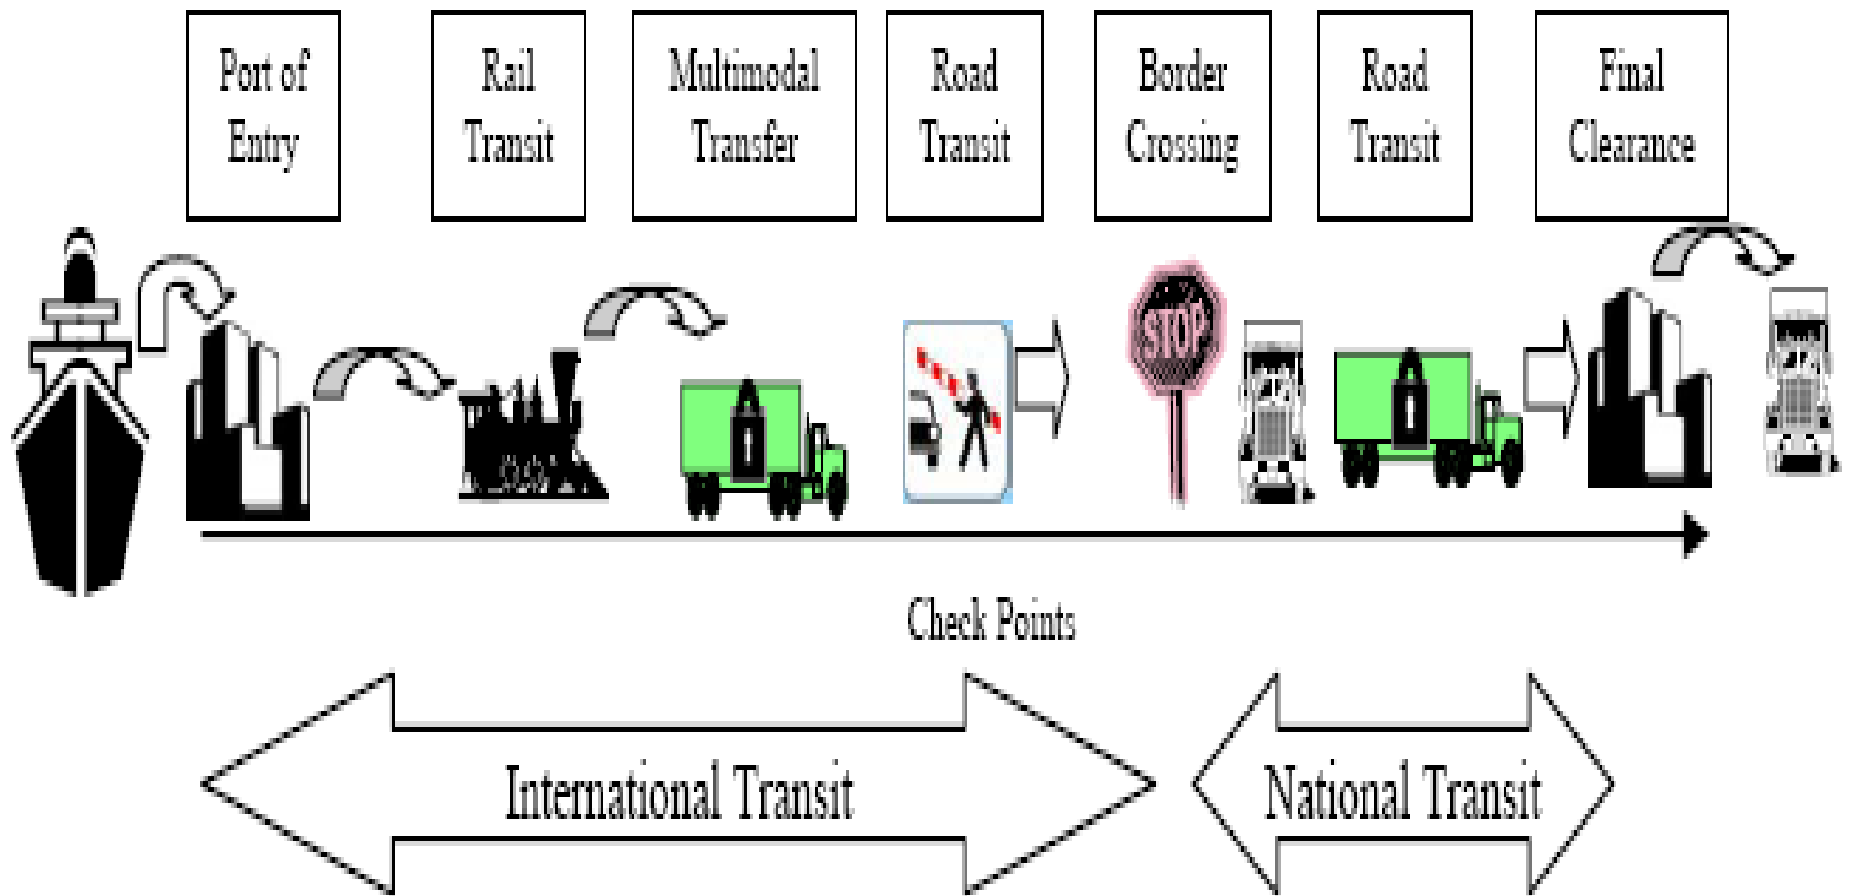 Port of
Entry
Rail
Transit
Multimodal
Transfer
Road
Transit
Border
Crossing
Road
Transit
Final
Clearance
STOP
Check Points
International Transit
National Transit